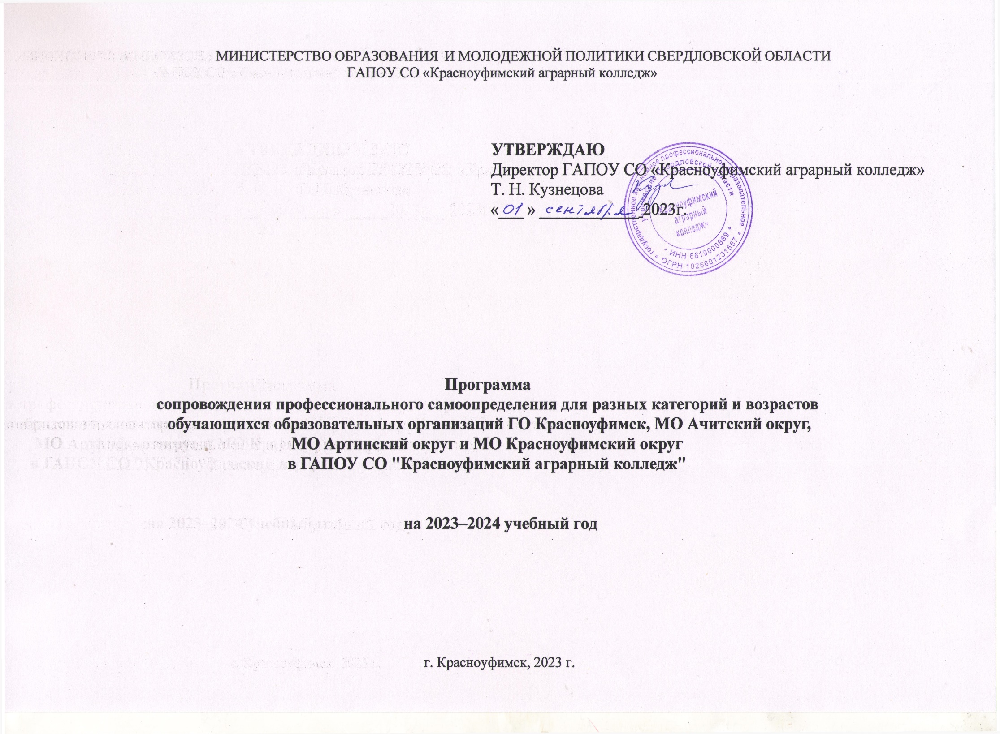 МИНИСТЕРСТВО ОБРАЗОВАНИЯ И МОЛОДЕЖНОЙ ПОЛИТИКИ СВЕРДЛОВСКОЙ ОБЛАСТИ
ГАПОУ СО «Красноуфимский аграрный колледж»
УТВЕРЖДАЮ
Директор ГАПОУ СО «Красноуфимский аграрный колледж»
Т. Н. Кузнецова
«01» сентября 2023г.
государственное автономное профессиональное образовательное
учреждение Свердловской области
Красноуфимский
аграрный
колледж»
* ИНН 6619000889 *
* ОГРН 1026601231557 *
Программа
сопровождения профессионального самоопределения для разных категорий и возрастов
обучающихся образовательных организаций ГО Красноуфимск, МО Ачитский округ,
МО Артинский округ и МО Красноуфимский округ
в ГАПОУ СО "Красноуфимский аграрный колледж"
на 2023–2024 учебный год
г. Красноуфимск, 2023 г.